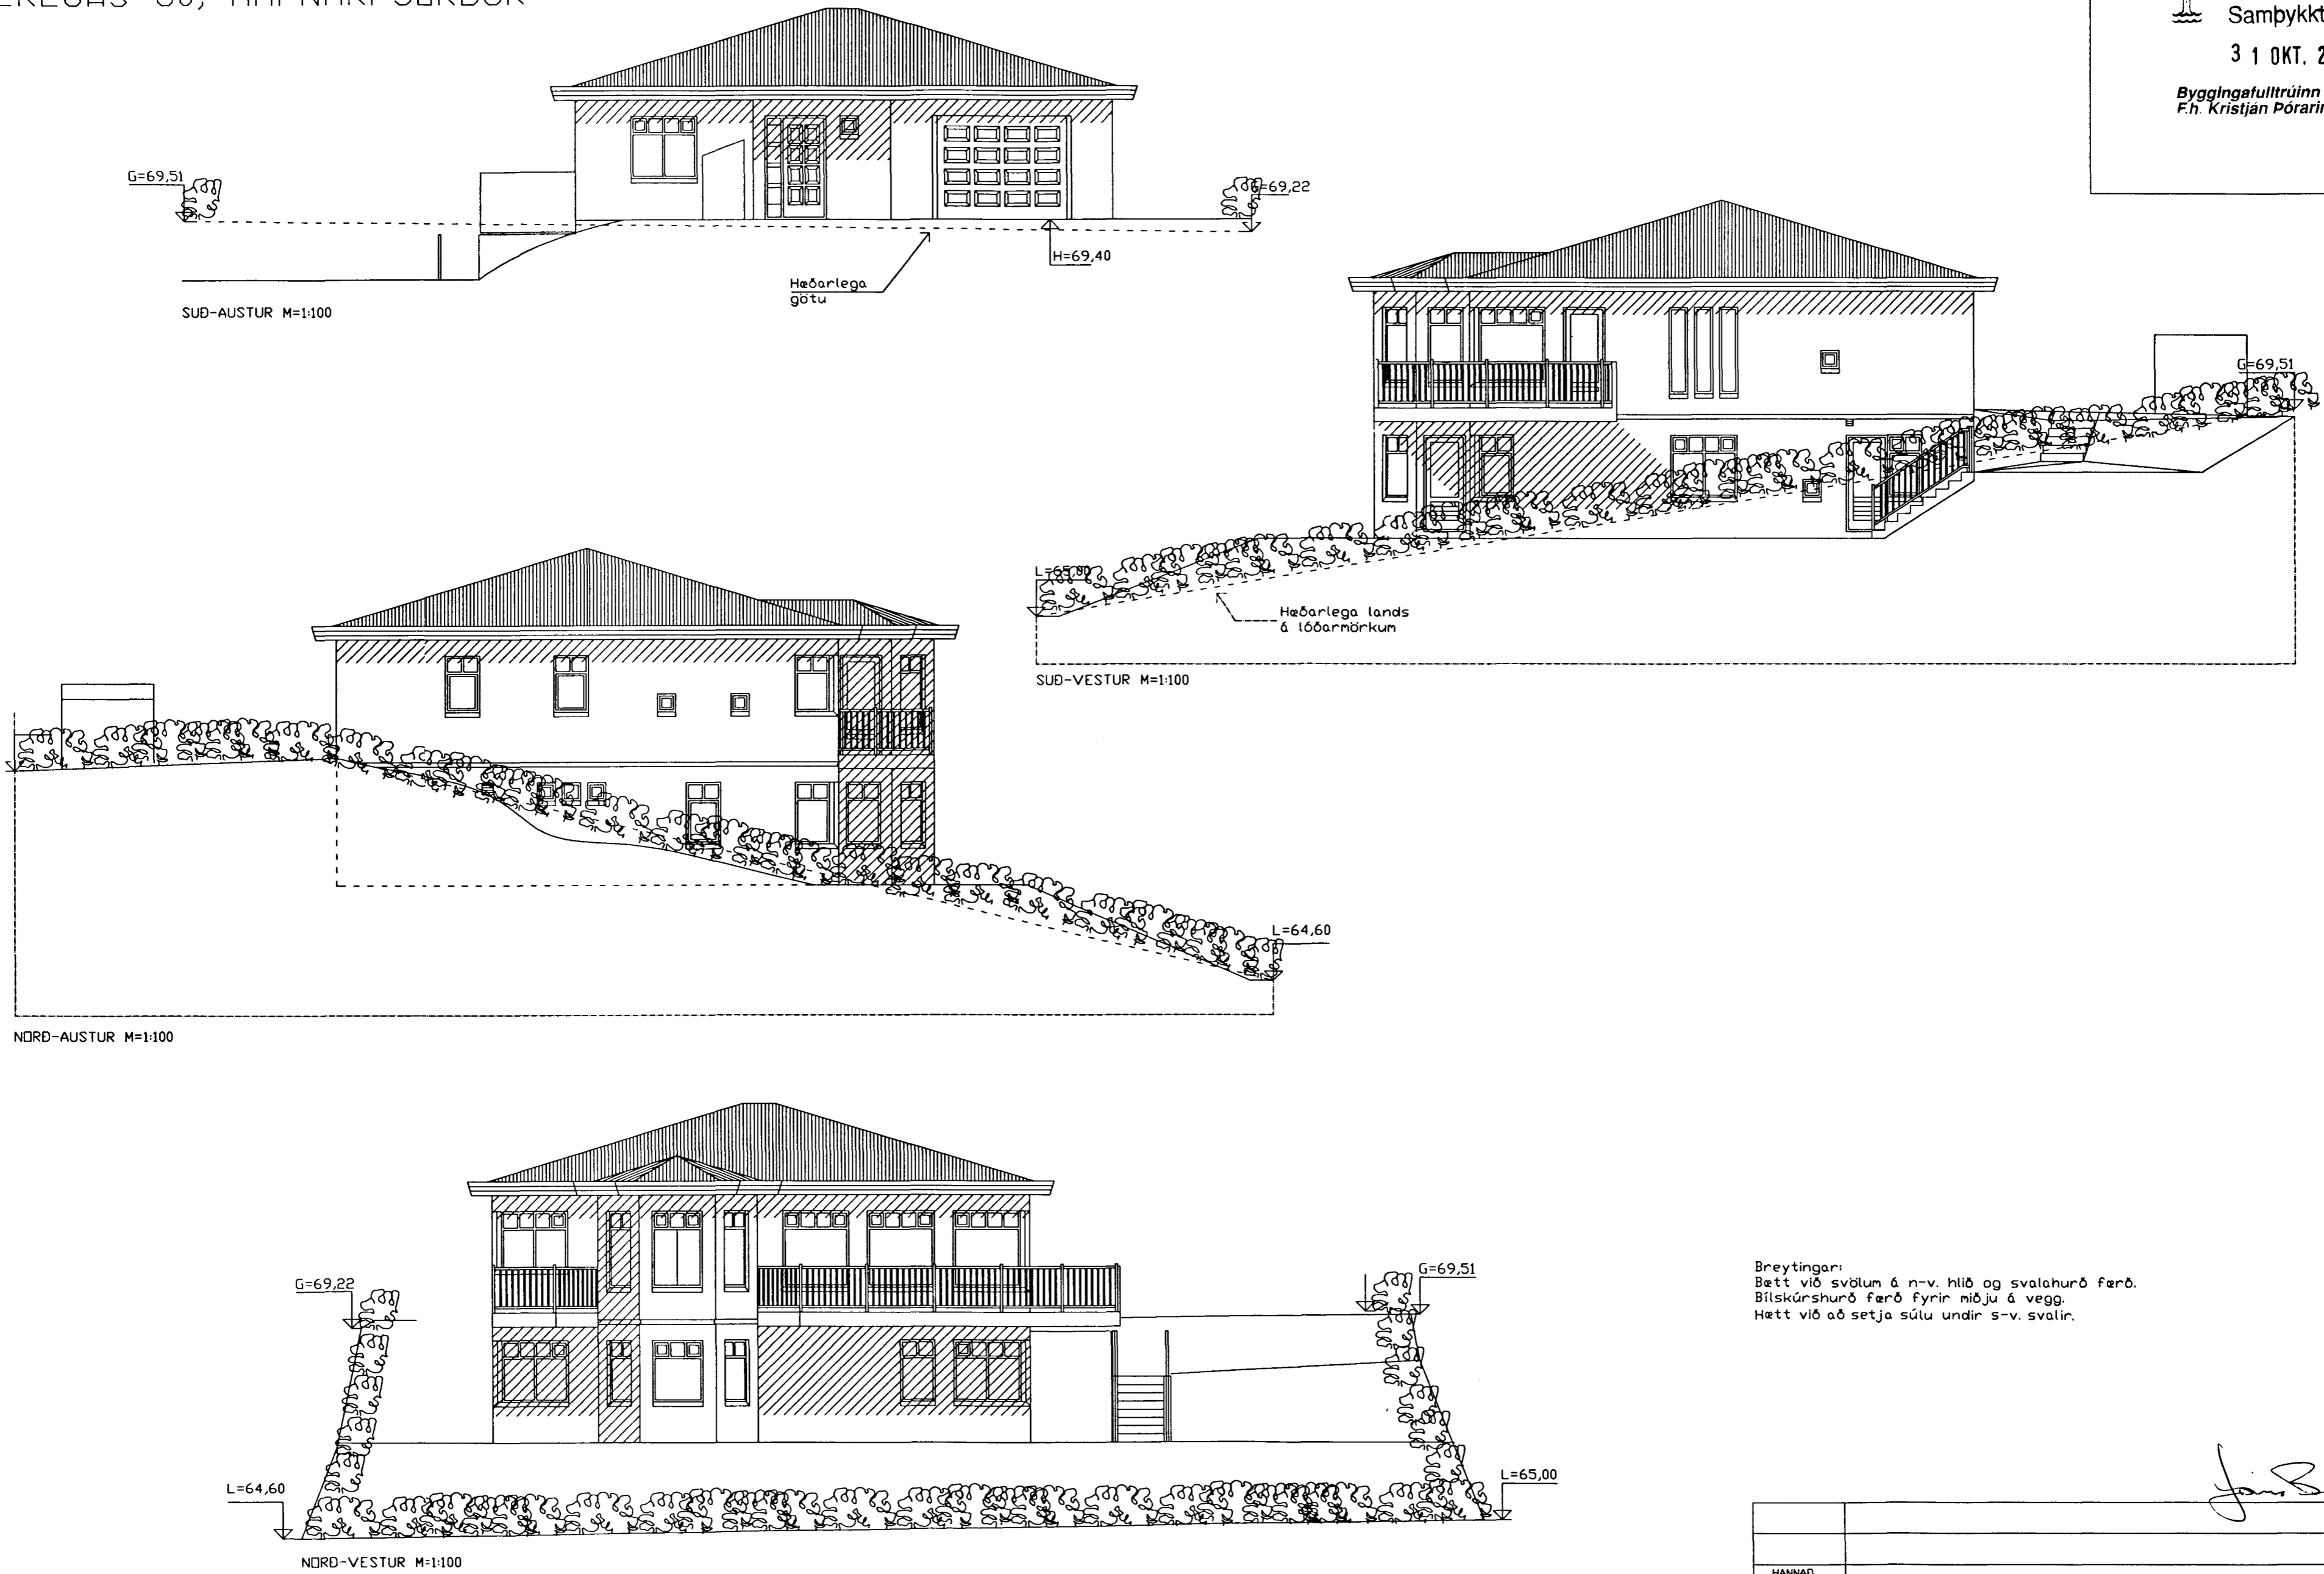 Samþykkt
3 1 OKT. 2
Byggingafulltrúinn
F.h. Kristján Þórarin
G=69,51
G=69,22
H=69,40
Hæðarlega
götu
SUÐ-AUSTUR M=1:100
G=69,51
L=65,00
Hæðarlega lands
á lóðarmörkum
SUÐ-VESTUR M=1:100
L=64,60
NORÐ-AUSTUR M=1:100
G=69,22
G=69,51
L=64,60
L=65,00
NORÐ-VESTUR M=1:100
Breytingar:
Bætt við svölum á n-v. hlið og svalahurð færð.
Bílskúrshurð færð fyrir miðju á vegg.
Hætt við að setja súlu undir s-v. svalir.
HANNAÐ